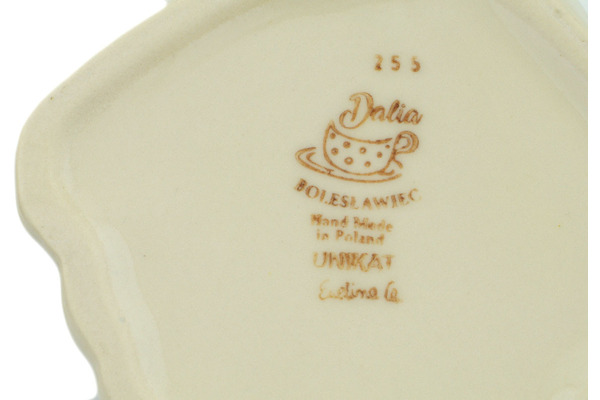 255
Dalia
BOLESŁAWIEC
Hand Made
in Poland
UNIKAT